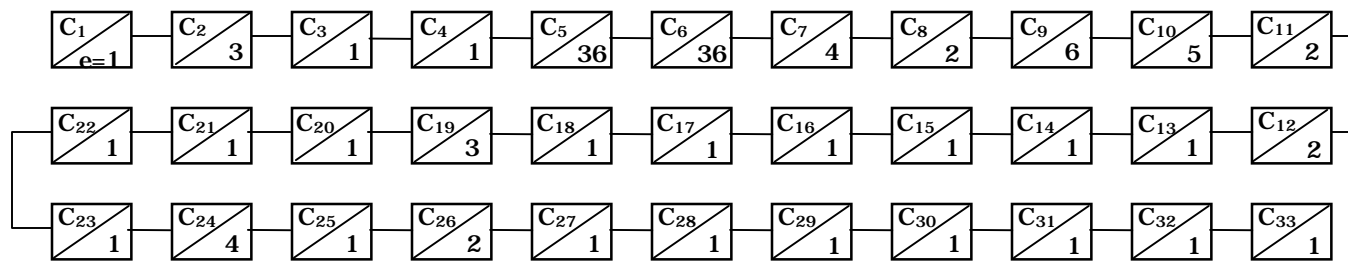 C1 C2 C3 C4 C5 C6 C7 C8 C9 C10 C11
e=1 3 1 1 36 36 4 2 6 5 2
C22 C21 C20 C19 C18 C17 C16 C15 C14 C13 C12
1 1 1 3 1 1 1 1 1 1 2
C23 C24 C25 C26 C27 C28 C29 C30 C31 C32 C33
1 4 1 2 1 1 1 1 1 1 1